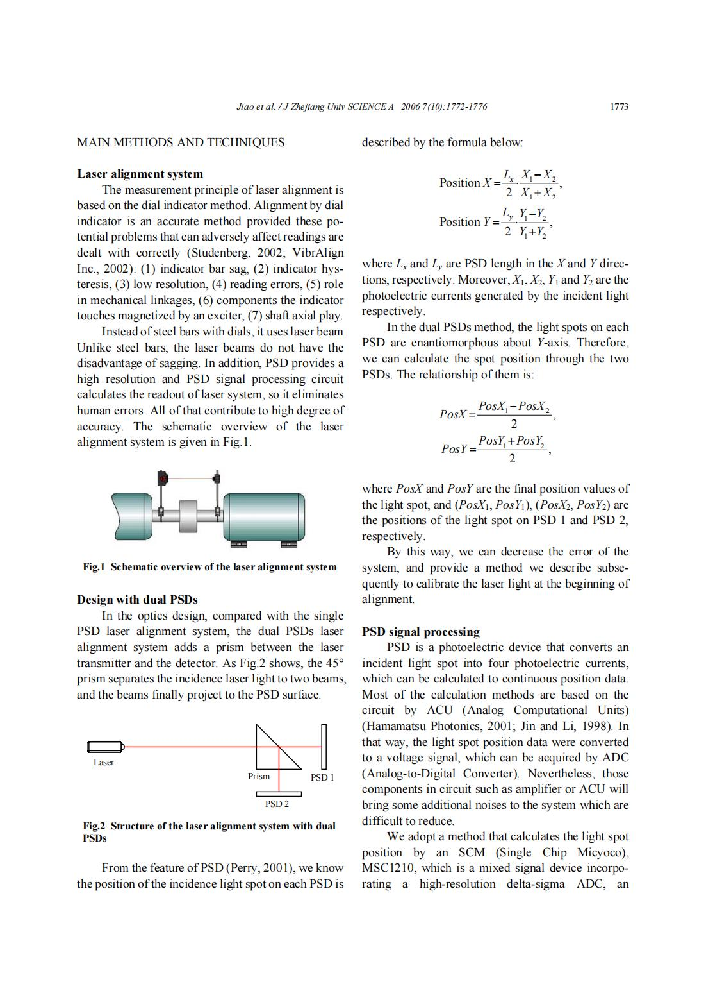 Jiao et al. / J Zhejiang Univ SCIENCE A 2006 7(10):1772-1776 1773
MAIN METHODS AND TECHNIQUES
Laser alignment system
The measurement principle of laser alignment is
based on the dial indicator method. Alignment by dial
indicator is an accurate method provided these po-
tential problems that can adversely affect readings are
dealt with correctly (Studenberg, 2002; VibrAlign
Inc., 2002): (1) indicator bar sag, (2) indicator hys-
teresis, (3) low resolution, (4) reading errors, (5) role
in mechanical linkages, (6) components the indicator
touches magnetized by an exciter, (7) shaft axial play.
Instead of steel bars with dials, it uses laser beam.
Unlike steel bars, the laser beams do not have the
disadvantage of sagging. In addition, PSD provides a
high resolution and PSD signal processing circuit
calculates the readout of laser system, so it eliminates
human errors. All of that contribute to high degree of
accuracy. The schematic overview of the laser
alignment system is given in Fig.1.
Fig.1 Schematic overview of the laser alignment system
Design with dual PSDs
In the optics design, compared with the single
PSD laser alignment system, the dual PSDs laser
alignment system adds a prism between the laser
transmitter and the detector. As Fig.2 shows, the 45°
prism separates the incidence laser light to two beams,
and the beams finally project to the PSD surface.
Laser
Prism
PSD 1
PSD 2
Fig.2 Structure of the laser alignment system with dual
PSDs
From the feature of PSD (Perry, 2001), we know
the position of the incidence light spot on each PSD is
described by the formula below:
Position X = L_x/2 · (X_1 − X_2)/(X_1 + X_2),
Position Y = L_y/2 · (Y_1 − Y_2)/(Y_1 + Y_2),
where L_x and L_y are PSD length in the X and Y direc-
tions, respectively. Moreover, X_1, X_2, Y_1 and Y_2 are the
photoelectric currents generated by the incident light
respectively.
In the dual PSDs method, the light spots on each
PSD are enantiomorphous about Y-axis. Therefore,
we can calculate the spot position through the two
PSDs. The relationship of them is:
PosX = (PosX_1 − PosX_2)/2,
PosY = (PosY_1 + PosY_2)/2,
where PosX and PosY are the final position values of
the light spot, and (PosX_1, PosY_1), (PosX_2, PosY_2) are
the positions of the light spot on PSD 1 and PSD 2,
respectively.
By this way, we can decrease the error of the
system, and provide a method we describe subse-
quently to calibrate the laser light at the beginning of
alignment.
PSD signal processing
PSD is a photoelectric device that converts an
incident light spot into four photoelectric currents,
which can be calculated to continuous position data.
Most of the calculation methods are based on the
circuit by ACU (Analog Computational Units)
(Hamamatsu Photonics, 2001; Jin and Li, 1998). In
that way, the light spot position data were converted
to a voltage signal, which can be acquired by ADC
(Analog-to-Digital Converter). Nevertheless, those
components in circuit such as amplifier or ACU will
bring some additional noises to the system which are
difficult to reduce.
We adopt a method that calculates the light spot
position by an SCM (Single Chip Micyoco),
MSC1210, which is a mixed signal device incorpo-
rating a high-resolution delta-sigma ADC, an